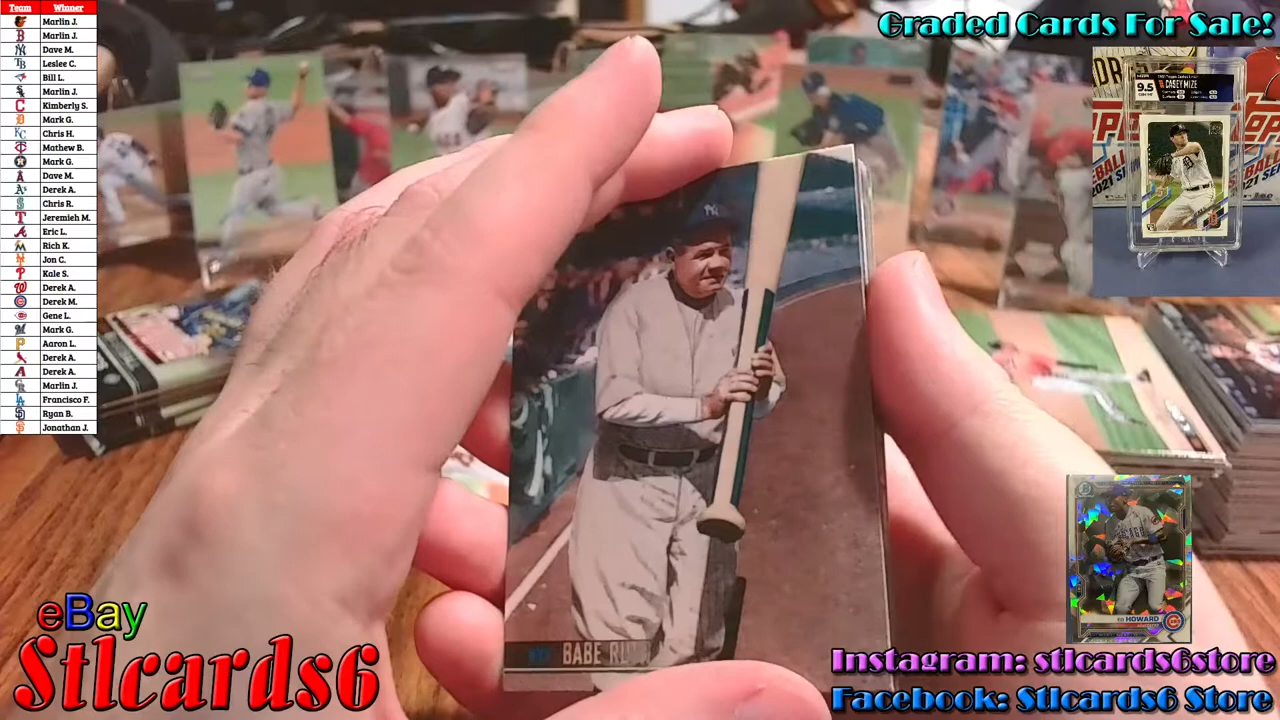 Team Winner
Marlin J.
Marlin J.
Dave M.
Leslee C.
Bill L.
Marlin J.
Kimberly S.
Mark G.
Chris H.
Mathew B.
Mark G.
Dave M.
Derek A.
Chris R.
Jeremieh M.
Eric L.
Rich K.
Jon C.
Kale S.
Derek A.
Derek M.
Gene L.
Mark G.
Aaron L.
Derek A.
Derek A.
Marlin J.
Francisco F.
Ryan B.
Jonathan J.
Graded Cards For Sale!
9.5
CASEY MIZE
BABE RU
HOWARD
eBay
Stlcards6
Instagram: stlcards6store
Facebook: Stlcards6 Store